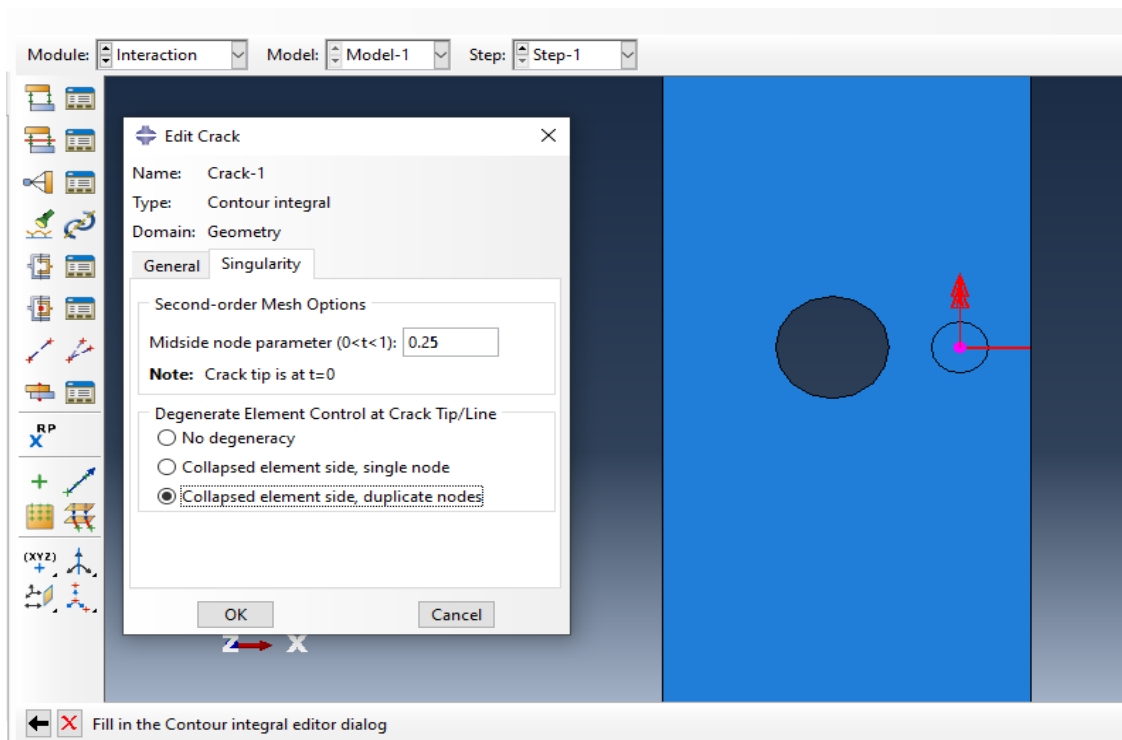 Module: Interaction Model: Model-1 Step: Step-1
Edit Crack
Name: Crack-1
Type: Contour integral
Domain: Geometry
General Singularity
Second-order Mesh Options
Midside node parameter (0<t<1): 0.25
Note: Crack tip is at t=0
Degenerate Element Control at Crack Tip/Line
No degeneracy
Collapsed element side, single node
Collapsed element side, duplicate nodes
RP
X
(XYZ)
OK Cancel
Z X
Fill in the Contour integral editor dialog